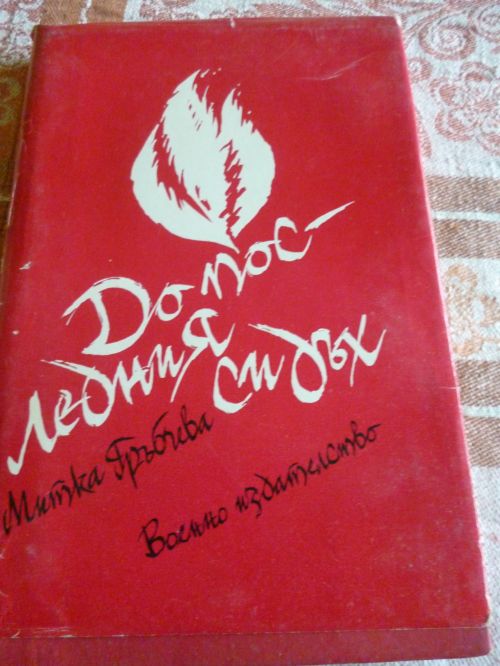 До пос-
ледния
си дъх
Митка Гръбчева
Военно издателство